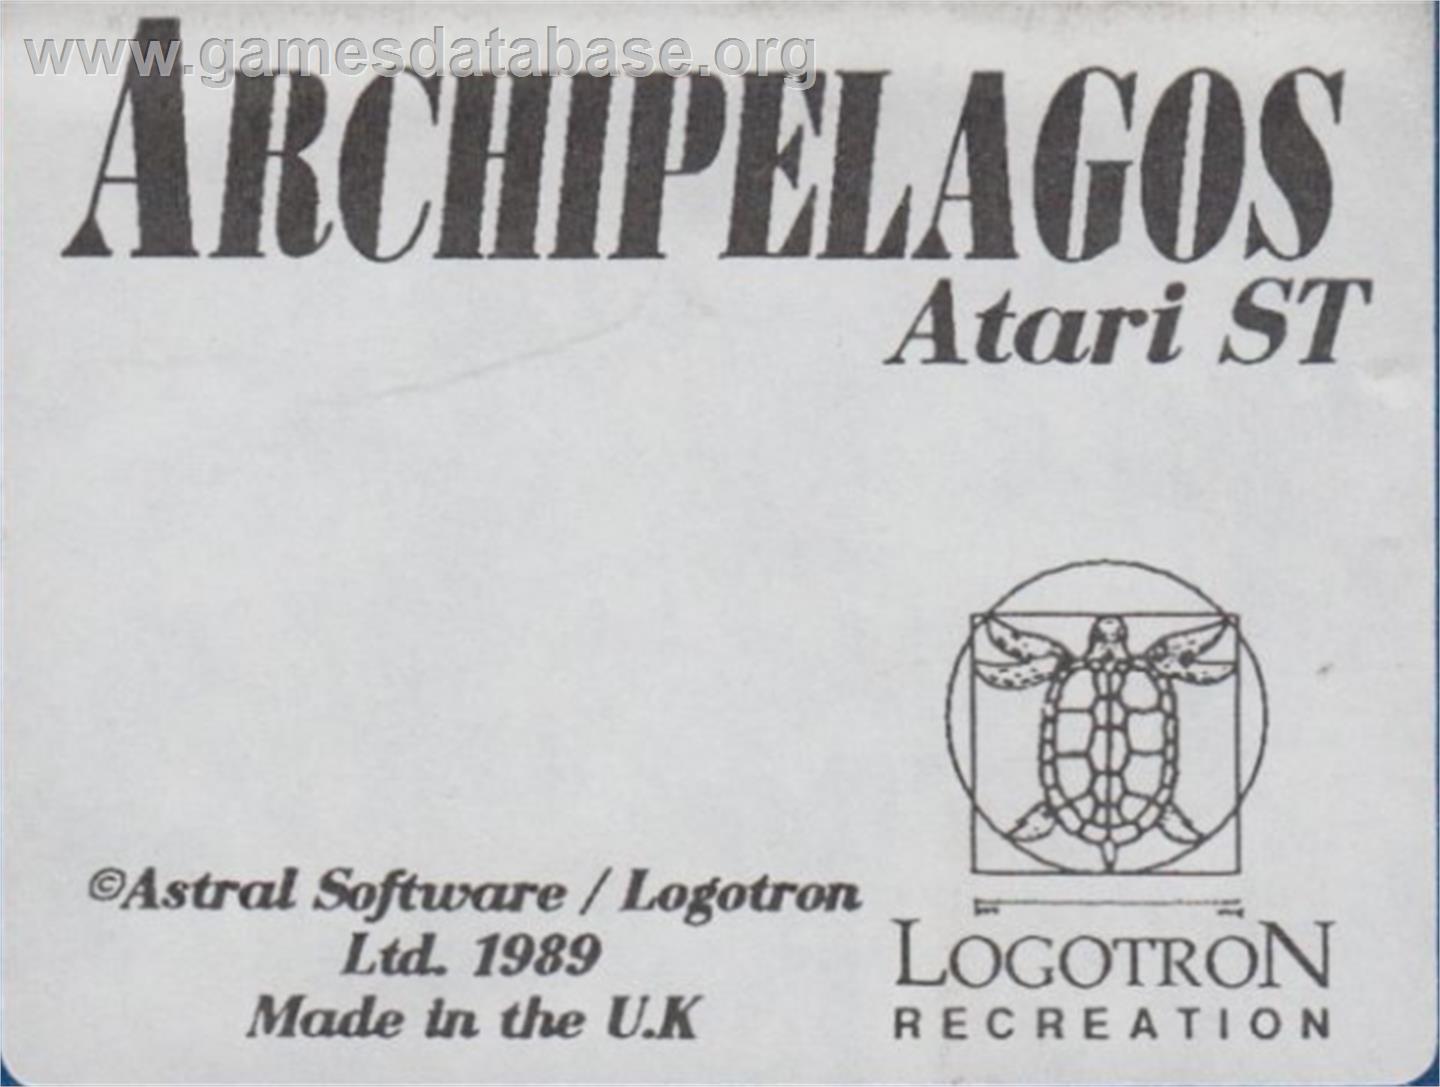 www.gamesdatabase.org
ARCHIPELAGOS
Atari ST
©Astral Software / Logotron
Ltd. 1989
Made in the U.K
LOGOTRON
RECREATION